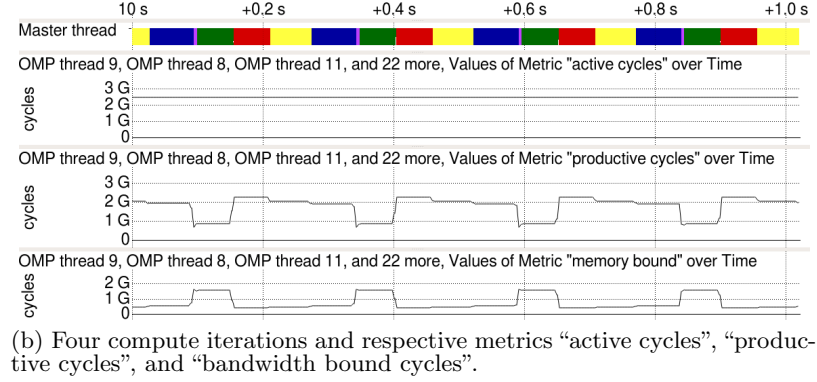 10 s +0.2 s +0.4 s +0.6 s +0.8 s +1.0 s
Master thread
OMP thread 9, OMP thread 8, OMP thread 11, and 22 more, Values of Metric "active cycles" over Time
cycles
3 G
2 G
1 G
0
OMP thread 9, OMP thread 8, OMP thread 11, and 22 more, Values of Metric "productive cycles" over Time
cycles
3 G
2 G
1 G
0
OMP thread 9, OMP thread 8, OMP thread 11, and 22 more, Values of Metric "memory bound" over Time
cycles
2 G
1 G
0
(b) Four compute iterations and respective metrics “active cycles”, “produc-
tive cycles”, and “bandwidth bound cycles”.